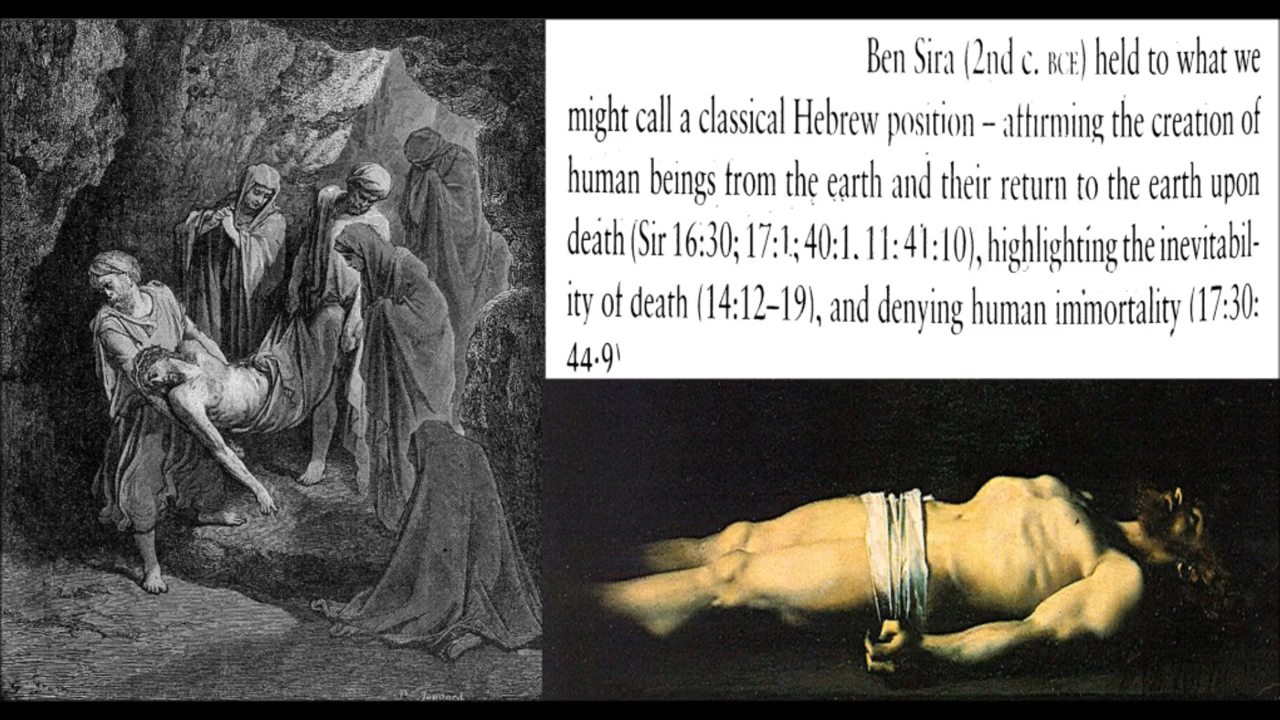 Ben Sira (2nd c. BCE) held to what we
might call a classical Hebrew position – affirming the creation of
human beings from the earth and their return to the earth upon
death (Sir 16:30; 17:1; 40:1. 11: 41:10), highlighting the inevitabil-
ity of death (14:12–19), and denying human immortality (17:30:
44·9)